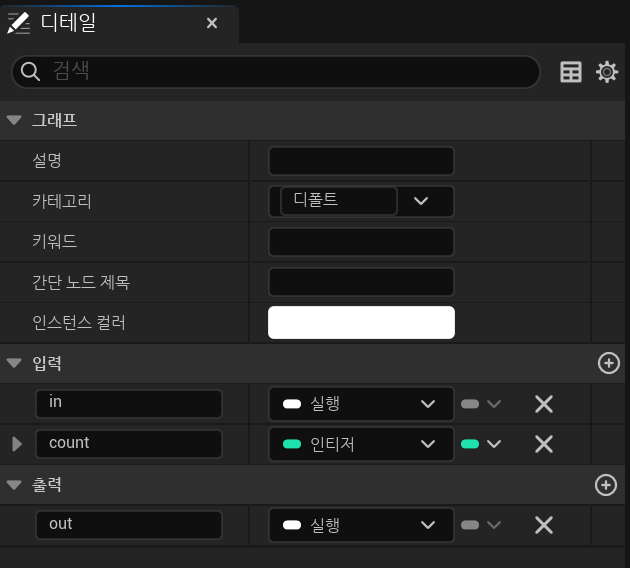 디테일
검색
그래프
설명
카테고리 디폴트
키워드
간단 노드 제목
인스턴스 컬러
입력
in 실행
count 인티저
출력
out 실행